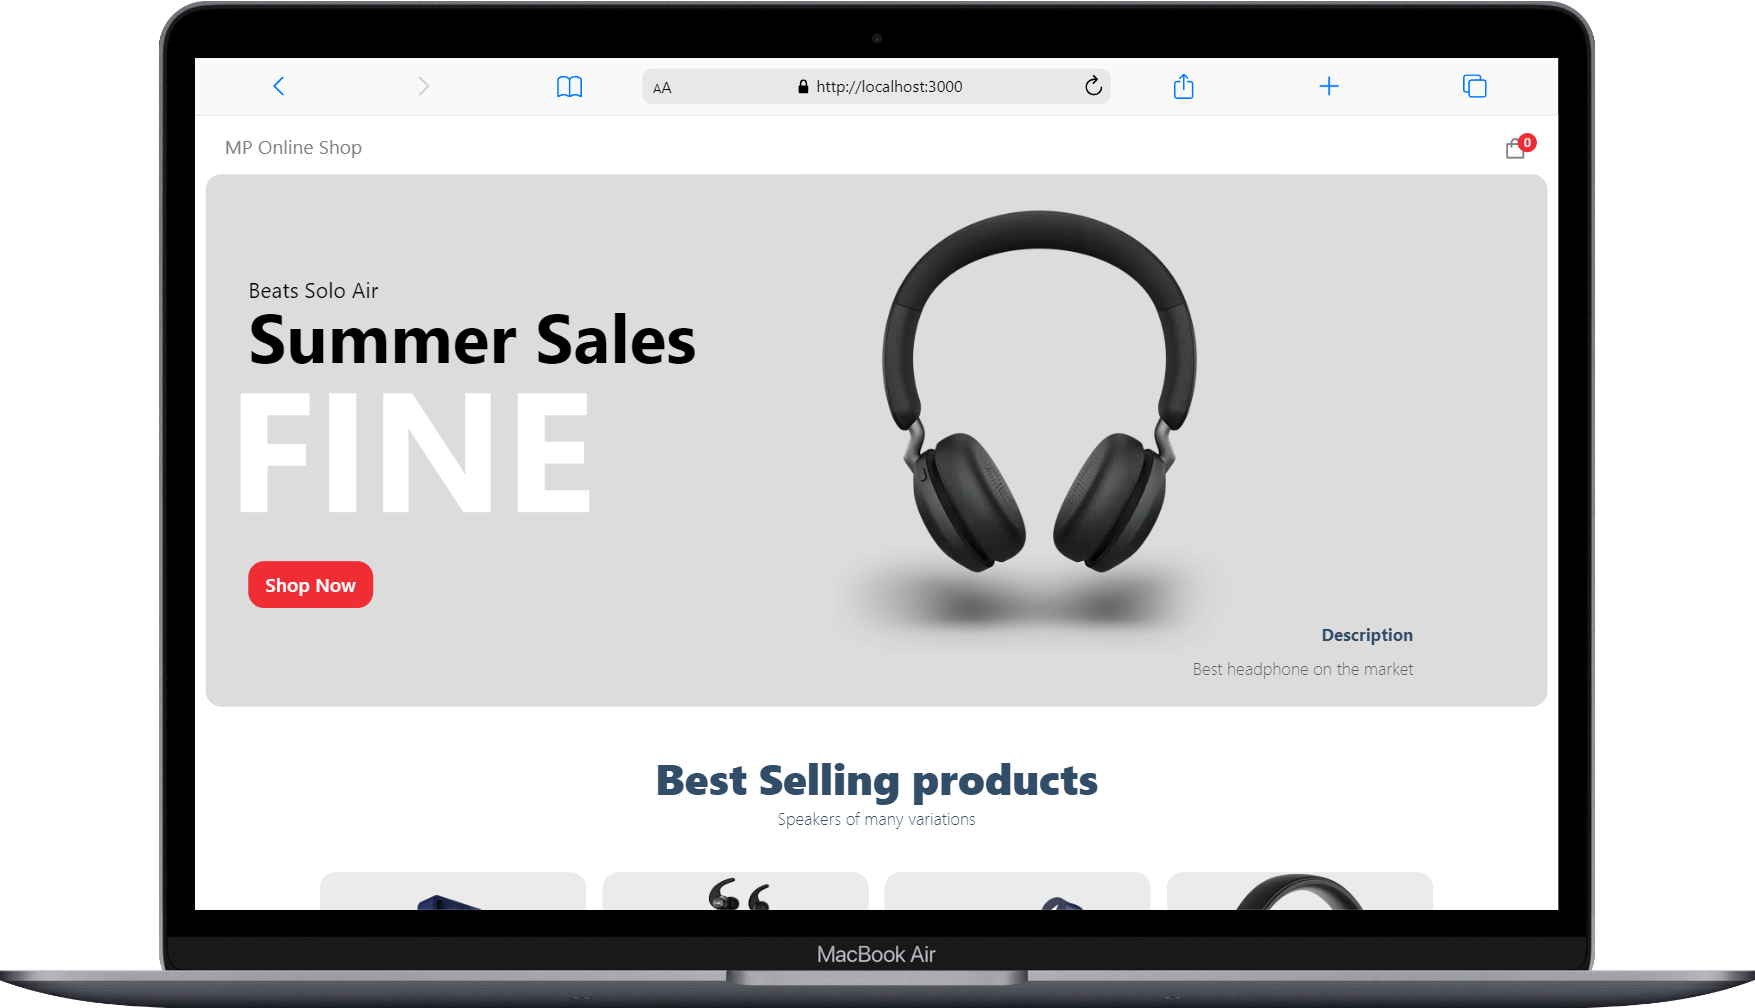 AA
http://localhost:3000
MP Online Shop
0
Beats Solo Air
Summer Sales
FINE
Shop Now
Description
Best headphone on the market
Best Selling products
Speakers of many variations
MacBook Air